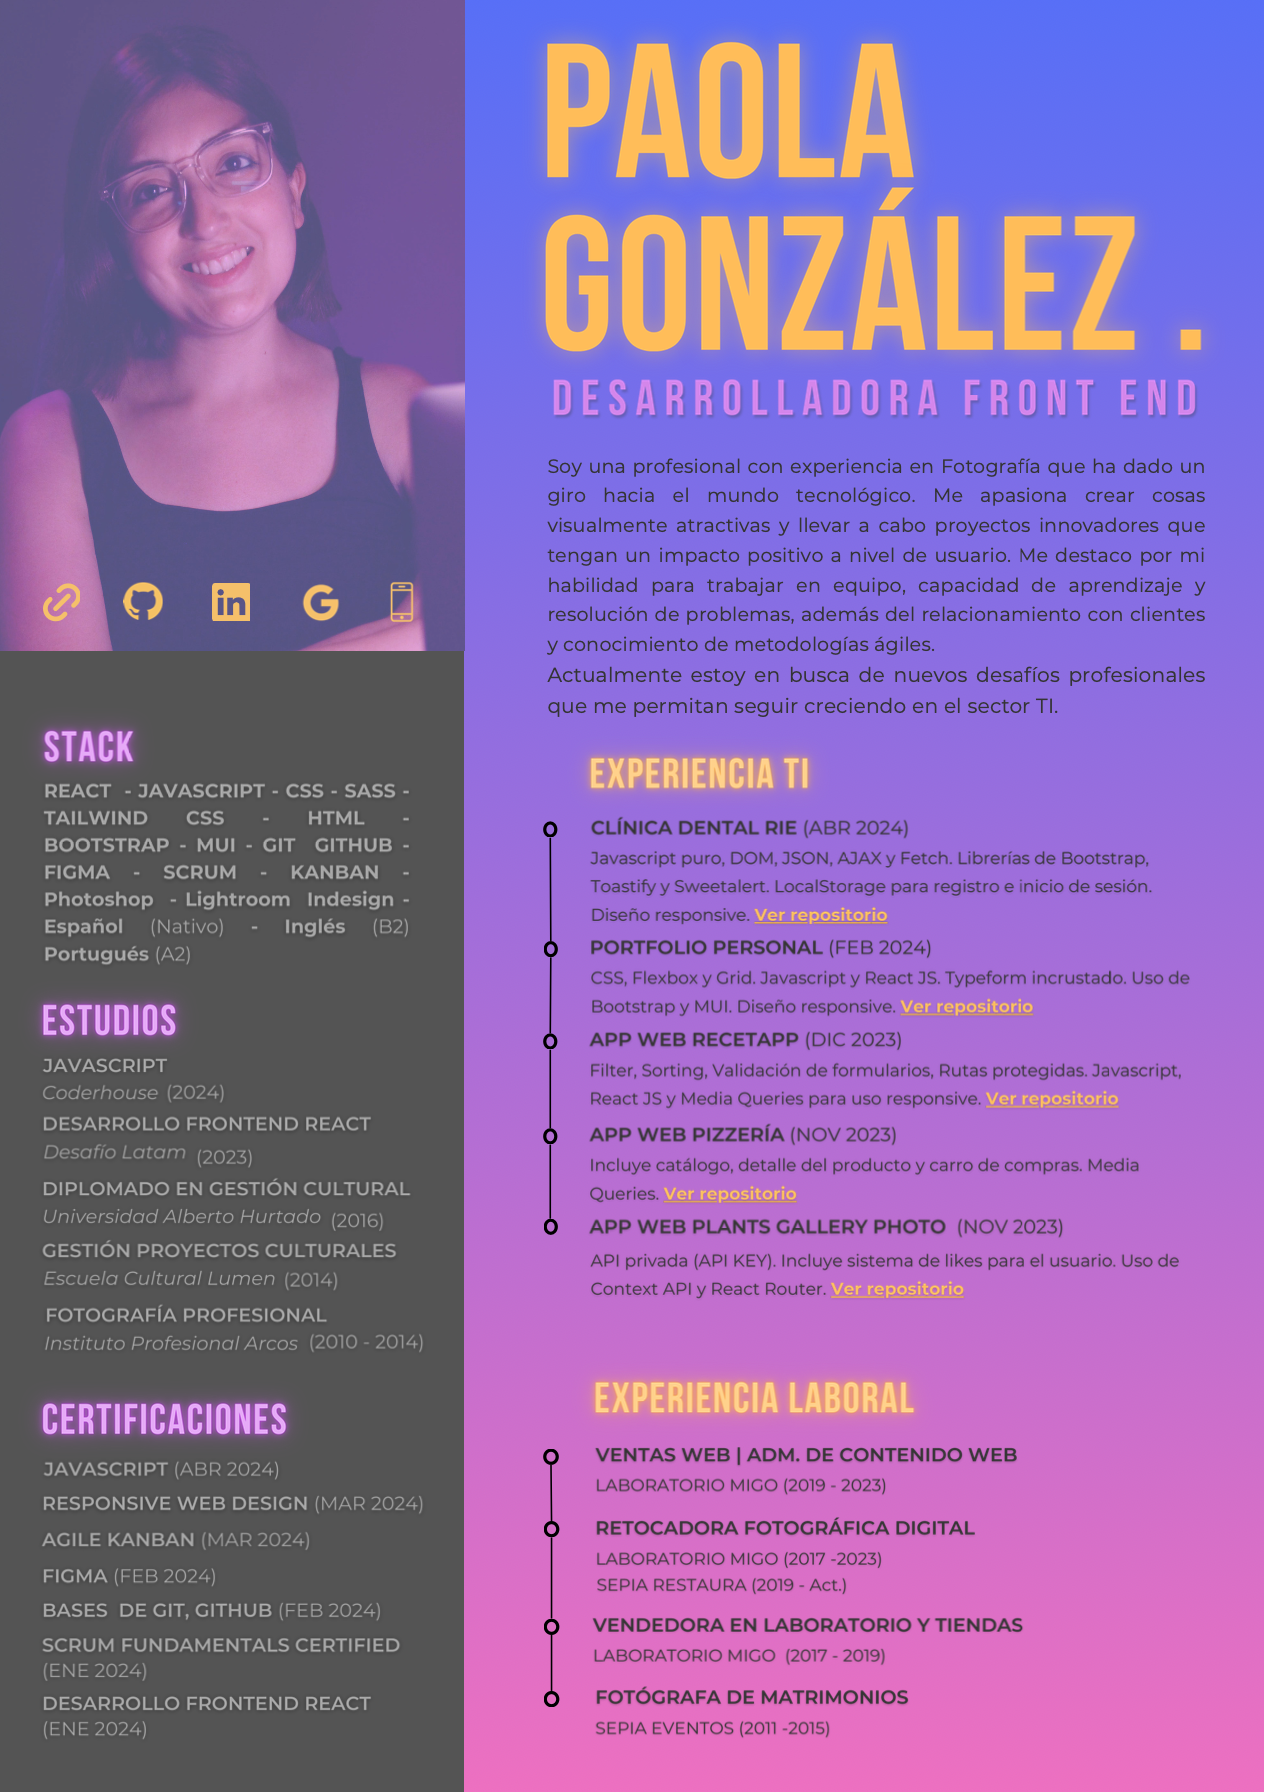 PAOLA
GONZÁLEZ .
DESARROLLADORA FRONT END
Soy una profesional con experiencia en Fotografía que ha dado un
giro hacia el mundo tecnológico. Me apasiona crear cosas
visualmente atractivas y llevar a cabo proyectos innovadores que
tengan un impacto positivo a nivel de usuario. Me destaco por mi
habilidad para trabajar en equipo, capacidad de aprendizaje y
resolución de problemas, además del relacionamiento con clientes
y conocimiento de metodologías ágiles.
Actualmente estoy en busca de nuevos desafíos profesionales
que me permitan seguir creciendo en el sector TI.
STACK
REACT - JAVASCRIPT - CSS - SASS -
TAILWIND CSS - HTML -
BOOTSTRAP - MUI - GIT GITHUB -
FIGMA - SCRUM - KANBAN -
Photoshop - Lightroom Indesign -
Español (Nativo) - Inglés (B2)
Portugués (A2)
ESTUDIOS
JAVASCRIPT
Coderhouse (2024)
DESARROLLO FRONTEND REACT
Desafío Latam (2023)
DIPLOMADO EN GESTIÓN CULTURAL
Universidad Alberto Hurtado (2016)
GESTIÓN PROYECTOS CULTURALES
Escuela Cultural Lumen (2014)
FOTOGRAFÍA PROFESIONAL
Instituto Profesional Arcos (2010 - 2014)
CERTIFICACIONES
JAVASCRIPT (ABR 2024)
RESPONSIVE WEB DESIGN (MAR 2024)
AGILE KANBAN (MAR 2024)
FIGMA (FEB 2024)
BASES DE GIT, GITHUB (FEB 2024)
SCRUM FUNDAMENTALS CERTIFIED
(ENE 2024)
DESARROLLO FRONTEND REACT
(ENE 2024)
EXPERIENCIA TI
CLÍNICA DENTAL RIE (ABR 2024)
Javascript puro, DOM, JSON, AJAX y Fetch. Librerías de Bootstrap,
Toastify y Sweetalert. LocalStorage para registro e inicio de sesión.
Diseño responsive. Ver repositorio
PORTFOLIO PERSONAL (FEB 2024)
CSS, Flexbox y Grid. Javascript y React JS. Typeform incrustado. Uso de
Bootstrap y MUI. Diseño responsive. Ver repositorio
APP WEB RECETAPP (DIC 2023)
Filter, Sorting, Validación de formularios, Rutas protegidas. Javascript,
React JS y Media Queries para uso responsive. Ver repositorio
APP WEB PIZZERÍA (NOV 2023)
Incluye catálogo, detalle del producto y carro de compras. Media
Queries. Ver repositorio
APP WEB PLANTS GALLERY PHOTO (NOV 2023)
API privada (API KEY). Incluye sistema de likes para el usuario. Uso de
Context API y React Router. Ver repositorio
EXPERIENCIA LABORAL
VENTAS WEB | ADM. DE CONTENIDO WEB
LABORATORIO MIGO (2019 - 2023)
RETOCADORA FOTOGRÁFICA DIGITAL
LABORATORIO MIGO (2017 -2023)
SEPIA RESTAURA (2019 - Act.)
VENDEDORA EN LABORATORIO Y TIENDAS
LABORATORIO MIGO (2017 - 2019)
FOTÓGRAFA DE MATRIMONIOS
SEPIA EVENTOS (2011 -2015)